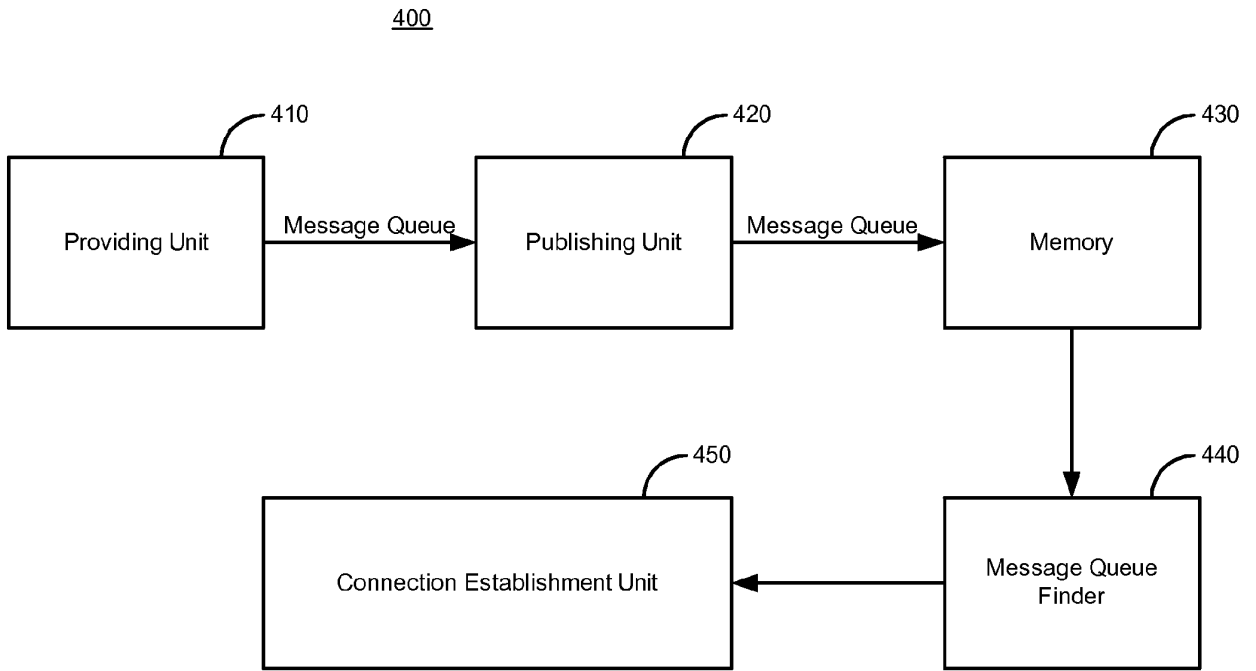 400
410
420
430
Providing Unit
Message Queue
Publishing Unit
Message Queue
Memory
450
440
Connection Establishment Unit
Message Queue
Finder